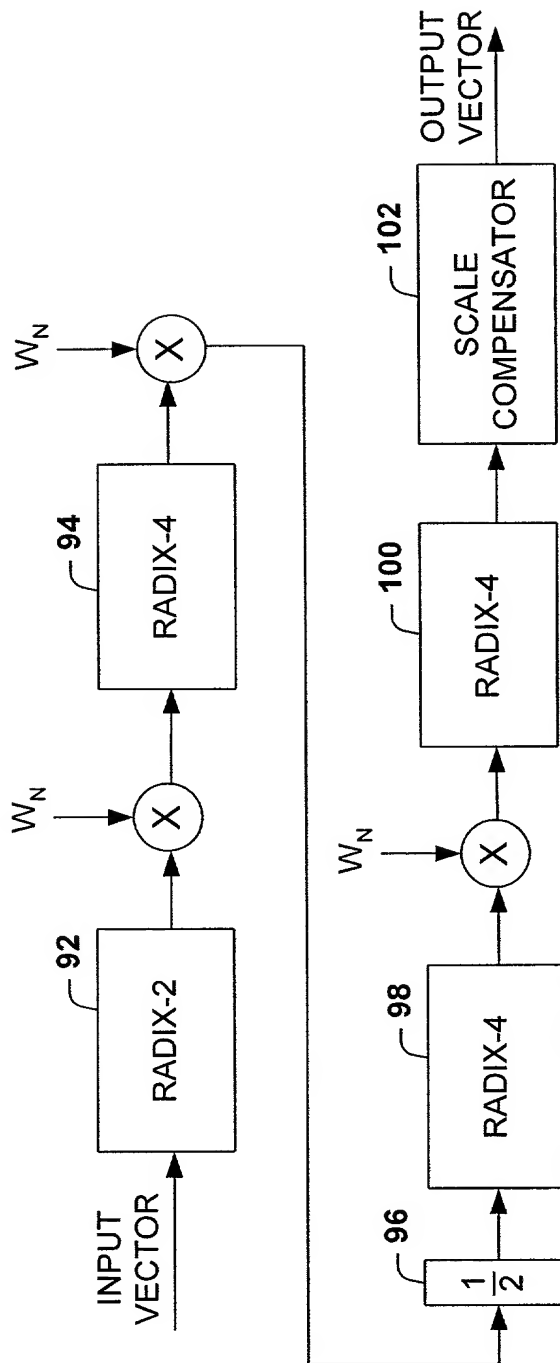 INPUT
VECTOR
92
RADIX-2
W_N
X
94
RADIX-4
W_N
X
96
1
2
98
RADIX-4
W_N
X
100
RADIX-4
102
SCALE
COMPENSATOR
OUTPUT
VECTOR